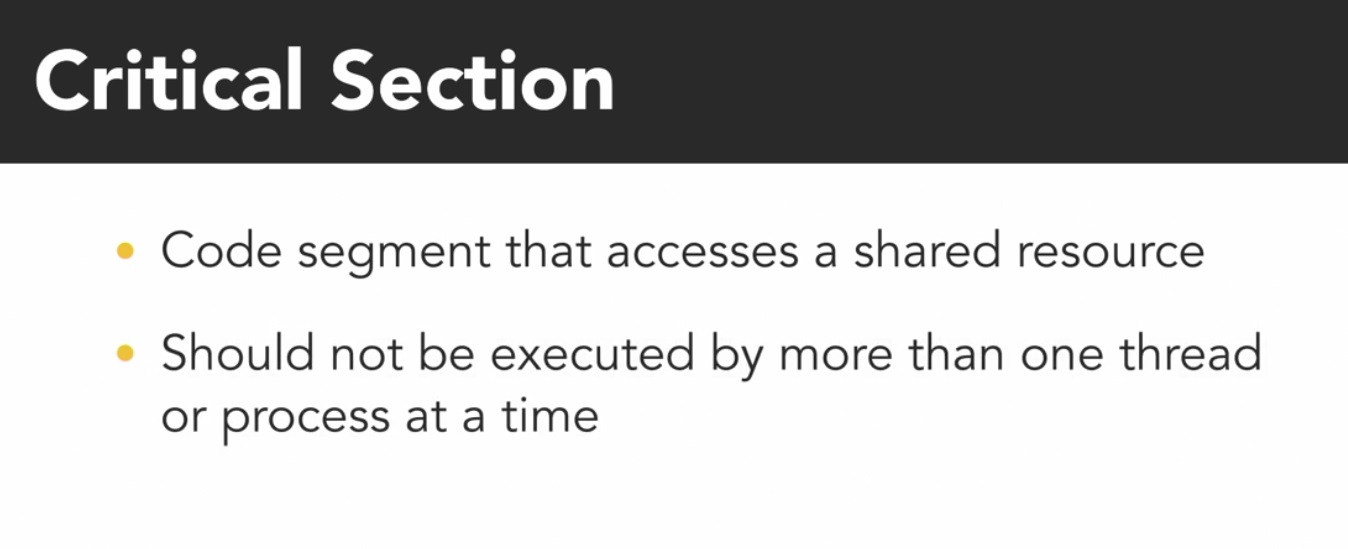 Critical Section
• Code segment that accesses a shared resource
• Should not be executed by more than one thread
or process at a time